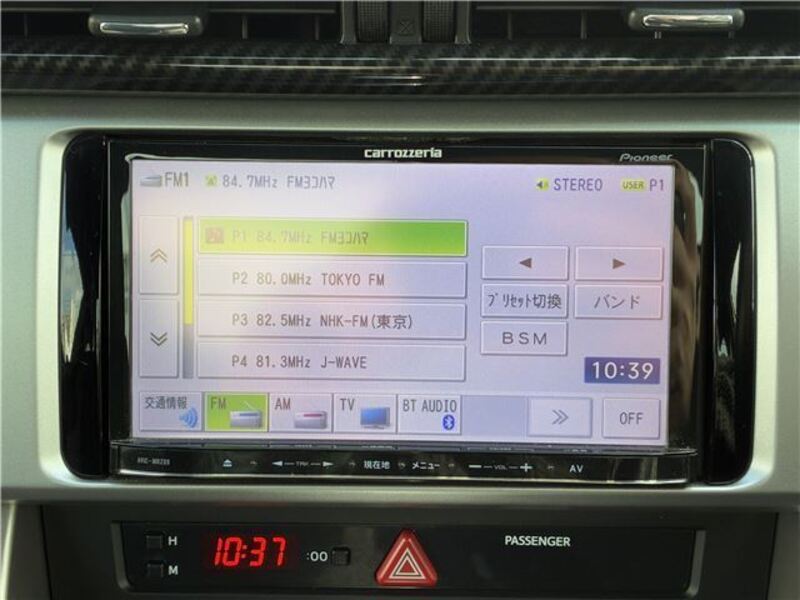 carrozzeria
Pioneer
FM1 84.7MHz FMヨコハマ STEREO USER P1
P1 84.7MHz FMヨコハマ
P2 80.0MHz TOKYO FM
P3 82.5MHz NHK-FM(東京)
P4 81.3MHz J-WAVE
プリセット切換 バンド
BSM
10:39
交通情報 FM AM TV BT AUDIO OFF
TRK 現在地 メニュー VOL AV
H 10:37 :00 PASSENGER
M